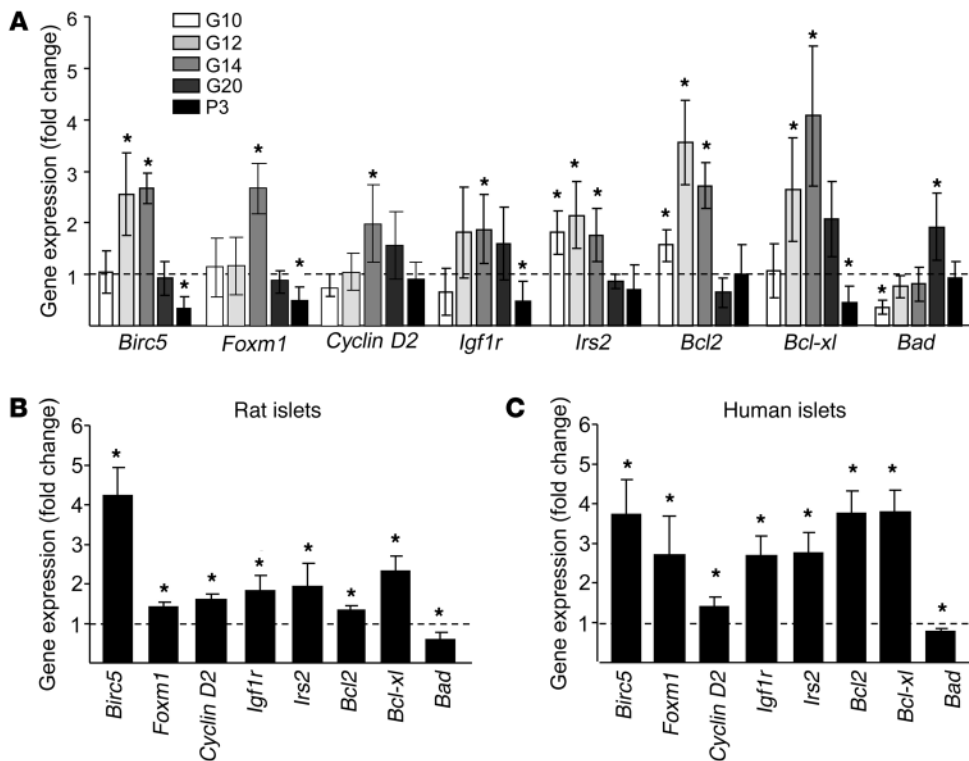 A
Gene expression (fold change)
6
5
4
3
2
1
G10
G12
G14
G20
P3
* * * * * * * * * * * * * * * * * * *
Birc5 Foxm1 Cyclin D2 Igf1r Irs2 Bcl2 Bcl-xl Bad
B
Rat islets
Gene expression (fold change)
6
5
4
3
2
1
* * * * * * * *
Birc5
Foxm1
Cyclin D2
Igf1r
Irs2
Bcl2
Bcl-xl
Bad
C
Human islets
Gene expression (fold change)
6
5
4
3
2
1
* * * * * * * *
Birc5
Foxm1
Cyclin D2
Igf1r
Irs2
Bcl2
Bcl-xl
Bad